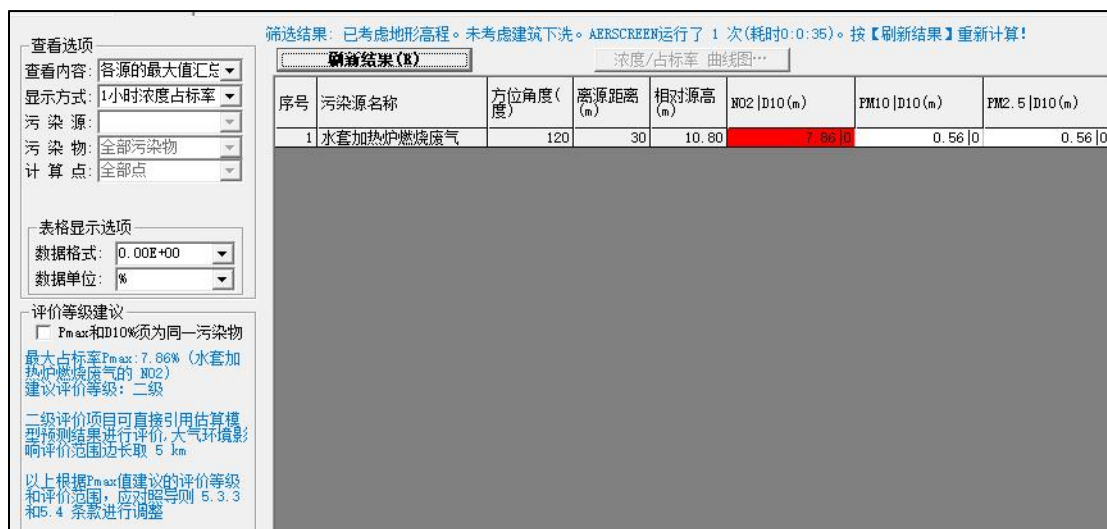 筛选结果: 已考虑地形高程。未考虑建筑下洗。AERSCREEN运行了 1 次(耗时0:0:35)。按【刷新结果】重新计算!
查看选项
查看内容: 各源的最大值汇总
显示方式: 1小时浓度占标率
污 染 源:
污 染 物: 全部污染物
计 算 点: 全部点
表格显示选项
数据格式: 0.00E+00
数据单位: %
评价等级建议
Pmax和D10%须为同一污染物
最大占标率Pmax:7.86% (水套加
热炉燃烧废气的 NO2)
建议评价等级: 二级
二级评价项目可直接引用估算模
型预测结果进行评价,大气环境影
响评价范围边长取 5 km
以上根据Pmax值建议的评价等级
和评价范围, 应对照导则 5.3.3
和5.4 条款进行调整
刷新结果(R) 浓度/占标率 曲线图…
序号 污染源名称 方位角度(度) 离源距离(m) 相对源高(m) NO2|D10(m) PM10|D10(m) PM2.5|D10(m)
1 水套加热炉燃烧废气 120 30 10.80 7.86|0 0.56|0 0.56|0